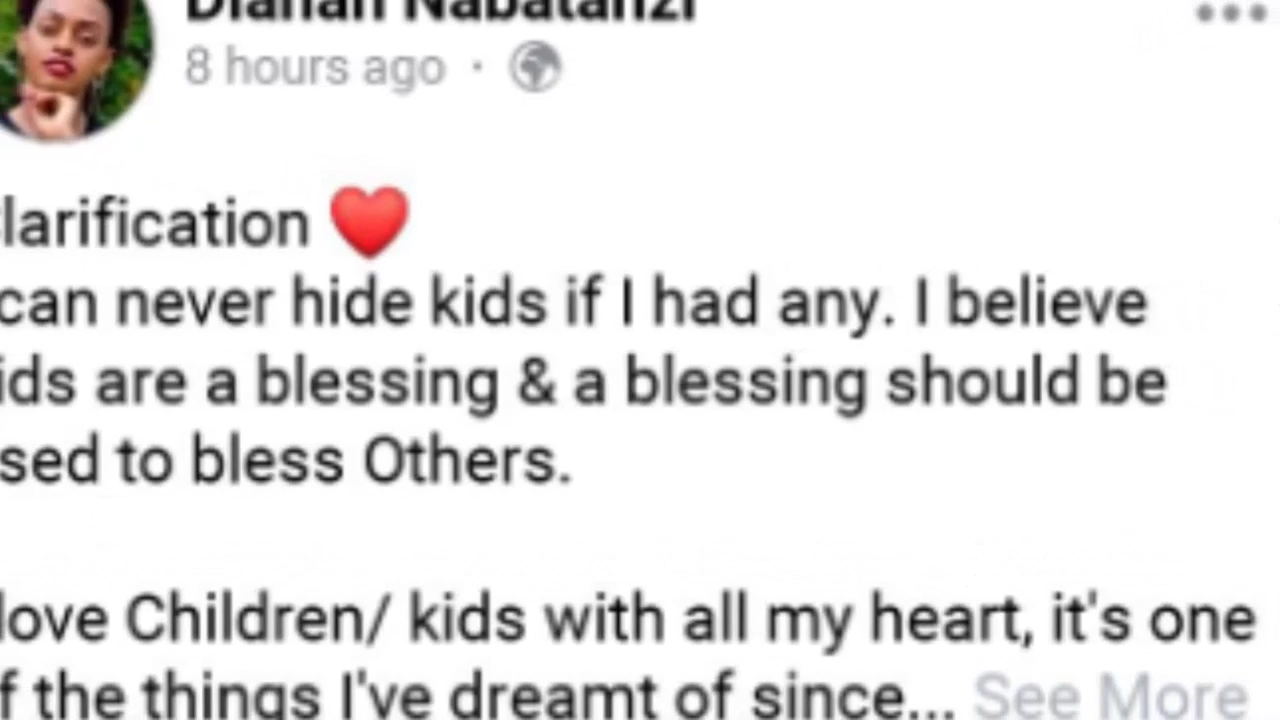 Dianah Nabatanzi
8 hours ago ·
larification ❤️
can never hide kids if I had any. I believe
ids are a blessing & a blessing should be
sed to bless Others.
love Children/ kids with all my heart, it's one
f the things I've dreamt of since... See More